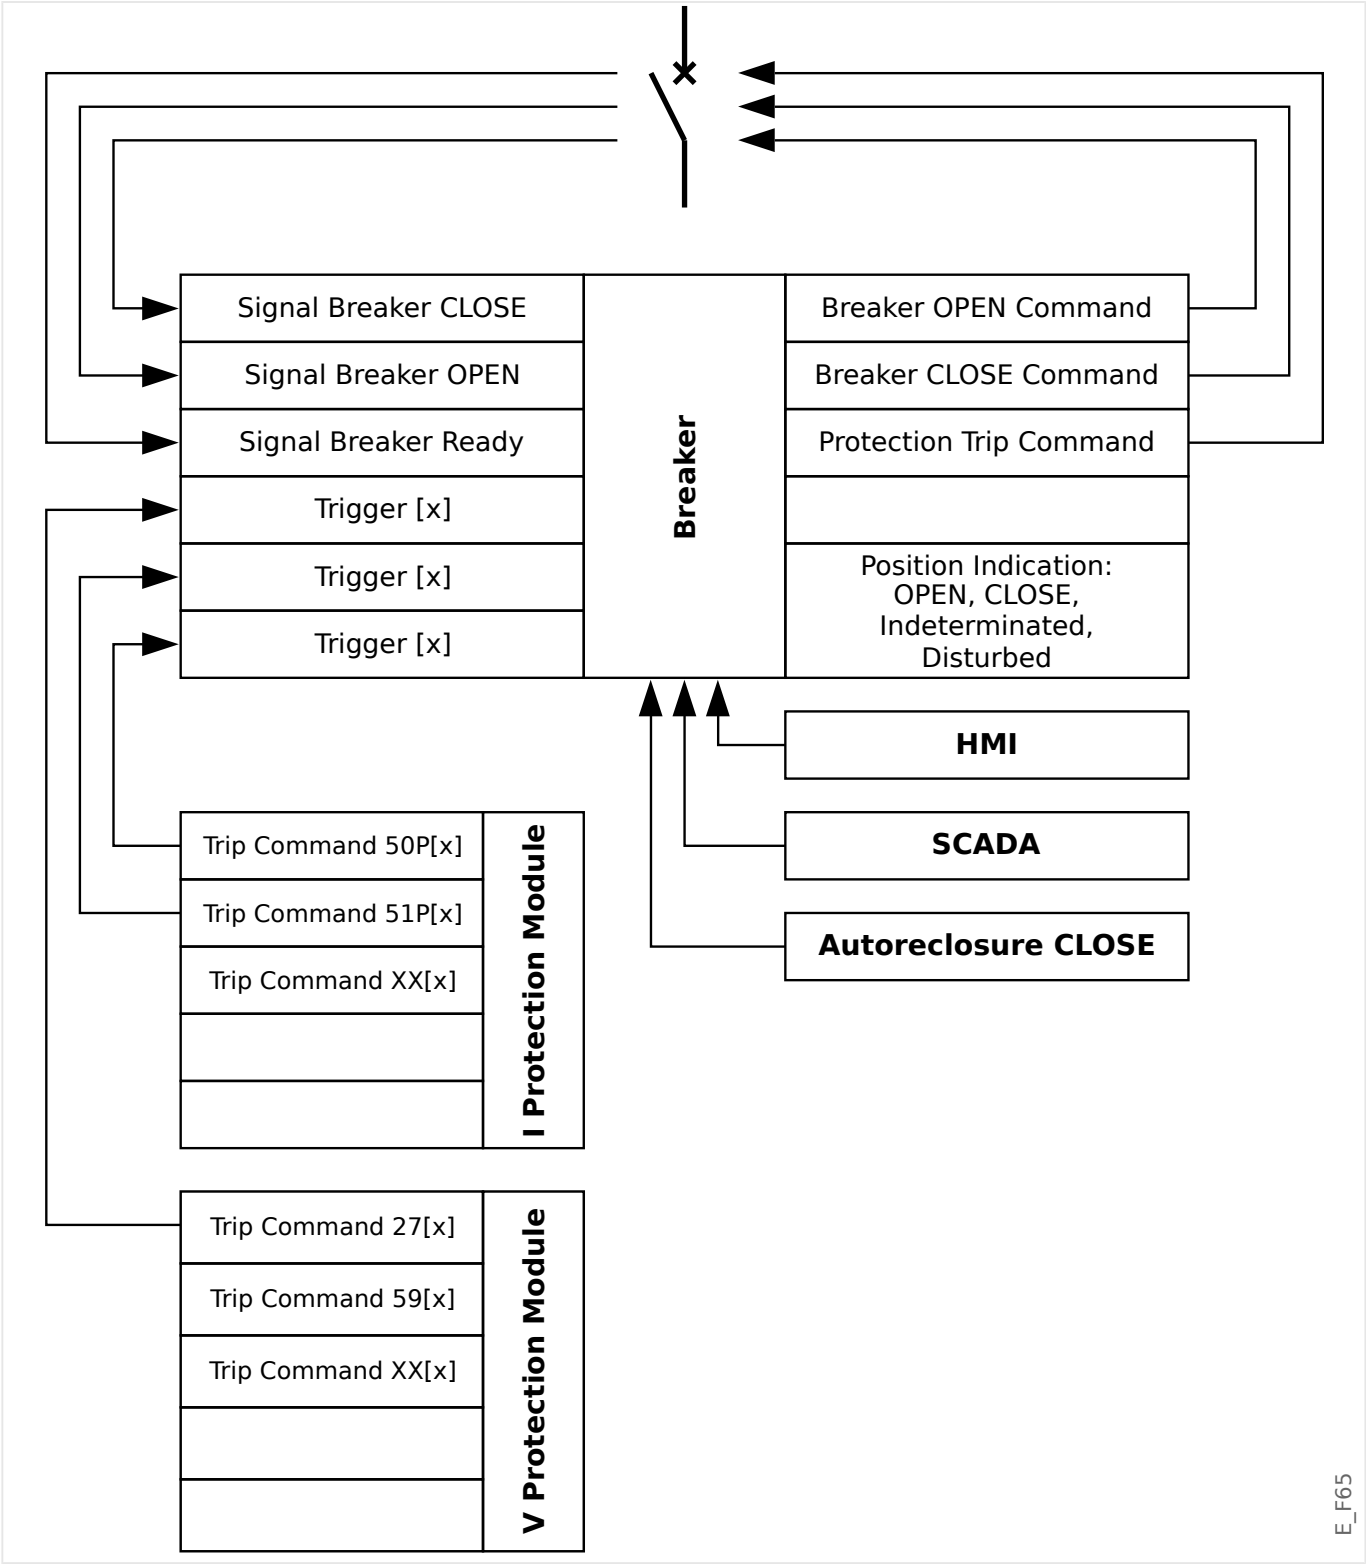 Signal Breaker CLOSE
Signal Breaker OPEN
Signal Breaker Ready
Trigger [x]
Trigger [x]
Trigger [x]
Breaker
Breaker OPEN Command
Breaker CLOSE Command
Protection Trip Command
Position Indication:
OPEN, CLOSE,
Indeterminated,
Disturbed
HMI
SCADA
Autoreclosure CLOSE
Trip Command 50P[x]
Trip Command 51P[x]
Trip Command XX[x]
I Protection Module
Trip Command 27[x]
Trip Command 59[x]
Trip Command XX[x]
V Protection Module
E_F65